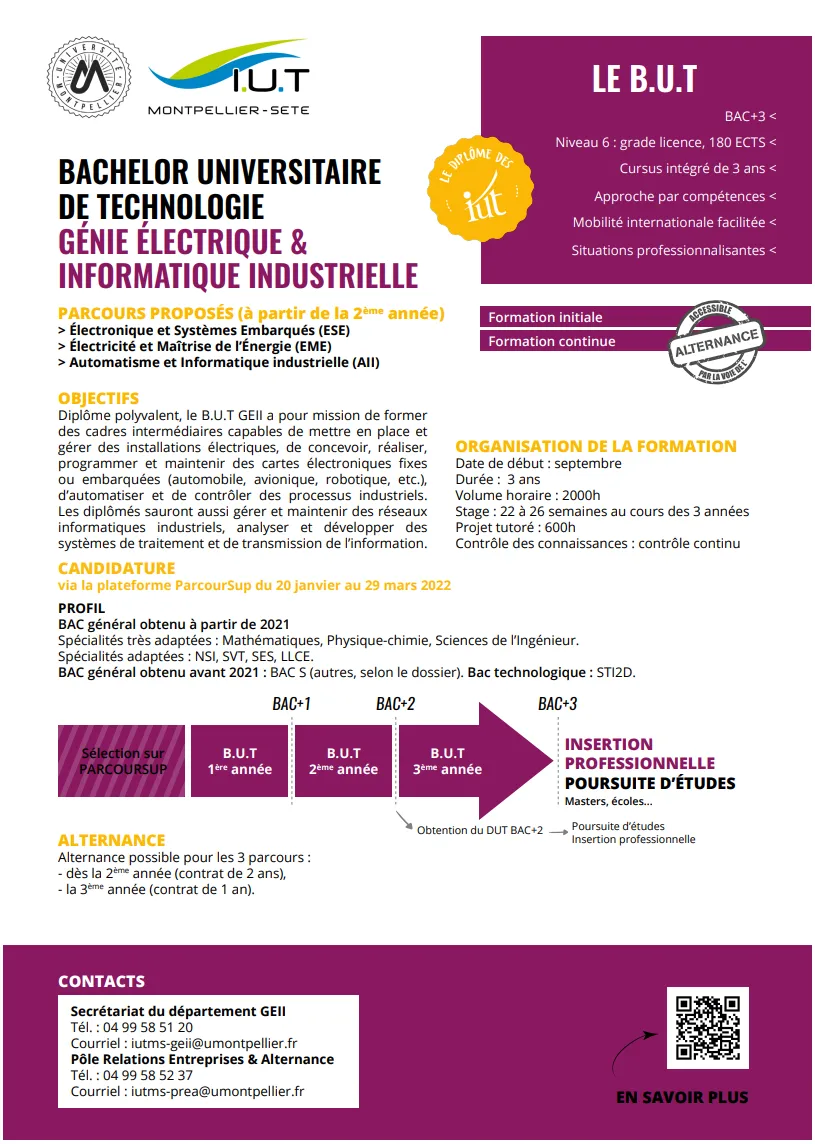 UNIVERSITÉ
MONTPELLIER
I.U.T
MONTPELLIER-SETE
LE B.U.T
BAC+3 <
Niveau 6 : grade licence, 180 ECTS <
Cursus intégré de 3 ans <
Approche par compétences <
Mobilité internationale facilitée <
Situations professionnalisantes <
LE DIPLÔME DES
iut
BACHELOR UNIVERSITAIRE
DE TECHNOLOGIE
GÉNIE ÉLECTRIQUE &
INFORMATIQUE INDUSTRIELLE
PARCOURS PROPOSÉS (à partir de la 2ème année)
> Électronique et Systèmes Embarqués (ESE)
> Électricité et Maîtrise de l’Énergie (EME)
> Automatisme et Informatique industrielle (AII)
Formation initiale
Formation continue
ACCESSIBLE
ALTERNANCE
PAR LA VOIE DE L'
OBJECTIFS
Diplôme polyvalent, le B.U.T GEII a pour mission de former
des cadres intermédiaires capables de mettre en place et
gérer des installations électriques, de concevoir, réaliser,
programmer et maintenir des cartes électroniques fixes
ou embarquées (automobile, avionique, robotique, etc.),
d’automatiser et de contrôler des processus industriels.
Les diplômés sauront aussi gérer et maintenir des réseaux
informatiques industriels, analyser et développer des
systèmes de traitement et de transmission de l’information.
ORGANISATION DE LA FORMATION
Date de début : septembre
Durée : 3 ans
Volume horaire : 2000h
Stage : 22 à 26 semaines au cours des 3 années
Projet tutoré : 600h
Contrôle des connaissances : contrôle continu
CANDIDATURE
via la plateforme ParcourSup du 20 janvier au 29 mars 2022
PROFIL
BAC général obtenu à partir de 2021
Spécialités très adaptées : Mathématiques, Physique-chimie, Sciences de l’Ingénieur.
Spécialités adaptées : NSI, SVT, SES, LLCE.
BAC général obtenu avant 2021 : BAC S (autres, selon le dossier). Bac technologique : STI2D.
BAC+1
BAC+2
BAC+3
Sélection sur
PARCOURSUP
B.U.T
1ère année
B.U.T
2ème année
B.U.T
3ème année
INSERTION
PROFESSIONNELLE
POURSUITE D’ÉTUDES
Masters, écoles...
Obtention du DUT BAC+2
Poursuite d’études
Insertion professionnelle
ALTERNANCE
Alternance possible pour les 3 parcours :
- dès la 2ème année (contrat de 2 ans),
- la 3ème année (contrat de 1 an).
CONTACTS
Secrétariat du département GEII
Tél. : 04 99 58 51 20
Courriel : iutms-geii@umontpellier.fr
Pôle Relations Entreprises & Alternance
Tél. : 04 99 58 52 37
Courriel : iutms-prea@umontpellier.fr
EN SAVOIR PLUS